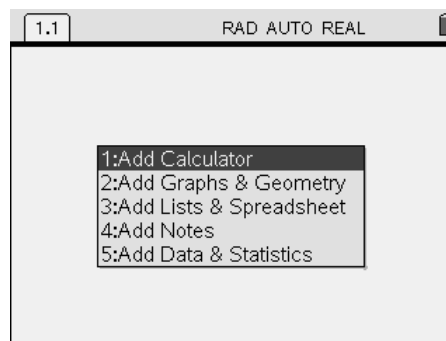 1.1 RAD AUTO REAL
1:Add Calculator
2:Add Graphs & Geometry
3:Add Lists & Spreadsheet
4:Add Notes
5:Add Data & Statistics